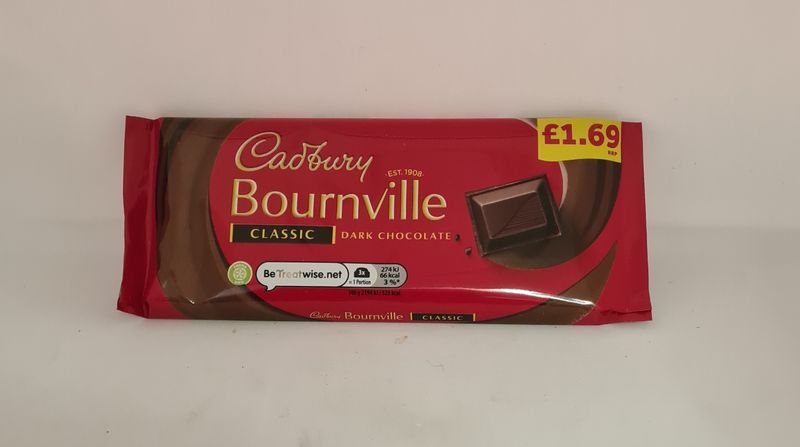 £1.69
RRP
Cadbury
·EST. 1908·
Bournville
CLASSIC DARK CHOCOLATE
BeTreatwise.net
3x
= 1 Portion
274 kJ
66 kcal
3 %*
Cadbury Bournville CLASSIC